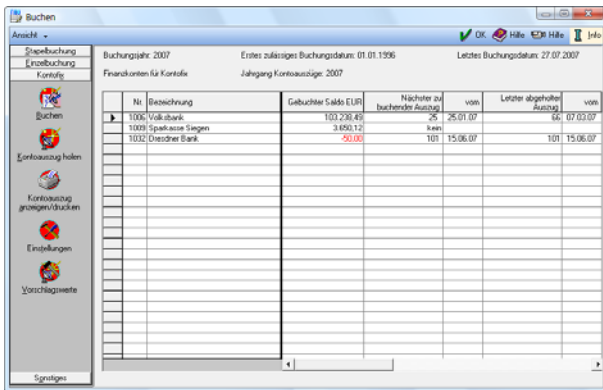 Buchen
Ansicht
OK Hilfe Hilfe Info
Stapelbuchung
Einzelbuchung
Kontofix
Buchen
Kontoauszug holen
Kontoauszug
anzeigen/drucken
Einstellungen
Vorschlagswerte
Sonstiges
Buchungsjahr: 2007 Erstes zulässiges Buchungsdatum: 01.01.1996 Letztes Buchungsdatum: 27.07.2007
Finanzkonten für Kontofix Jahrgang Kontoauszüge: 2007
Nr. Bezeichnung Gebuchter Saldo EUR Nächster zu buchender Auszug vom Letzter abgeholter Auszug vom
1006 Volksbank 103.238,49 25 25.01.07 66 07.03.07
1009 Sparkasse Siegen 3.650,12 kein
1032 Dresdner Bank -50,00 101 15.06.07 101 15.06.07